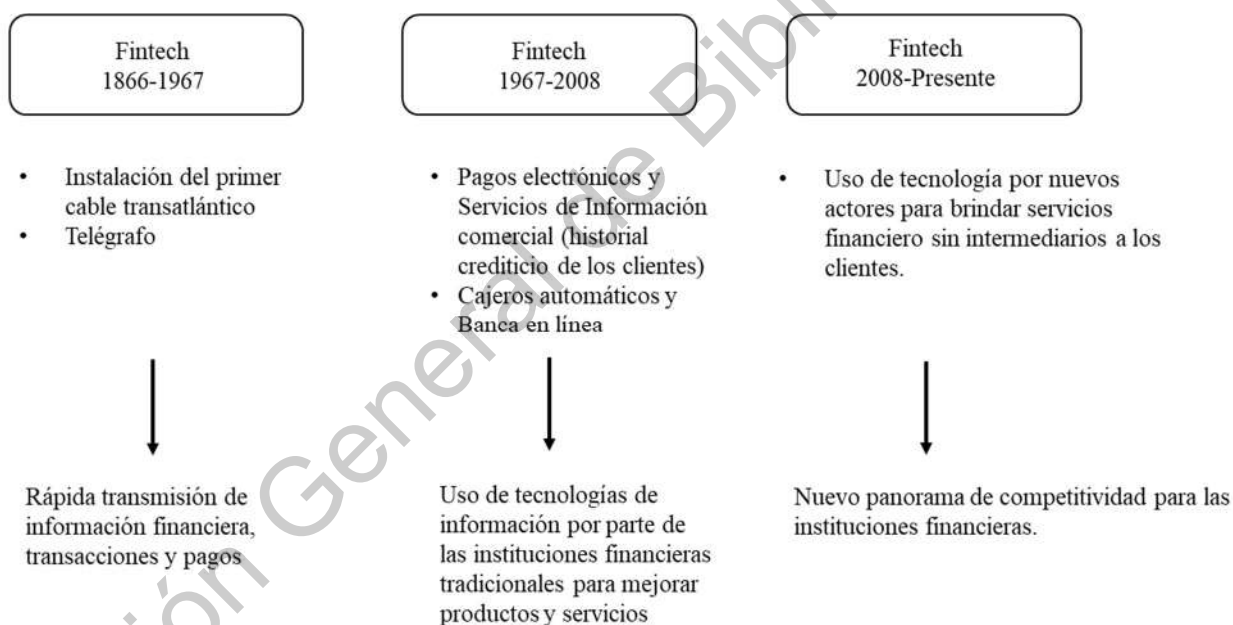 Fintech
1866-1967
Fintech
1967-2008
Fintech
2008-Presente
• Instalación del primer
cable transatlántico
• Telégrafo
• Pagos electrónicos y
Servicios de Información
comercial (historial
crediticio de los clientes)
• Cajeros automáticos y
Banca en línea
• Uso de tecnología por nuevos
actores para brindar servicios
financiero sin intermediarios a los
clientes.
Rápida transmisión de
información financiera,
transacciones y pagos
Uso de tecnologías de
información por parte de
las instituciones financieras
tradicionales para mejorar
productos y servicios
Nuevo panorama de competitividad para las
instituciones financieras.
ión General de Bibli